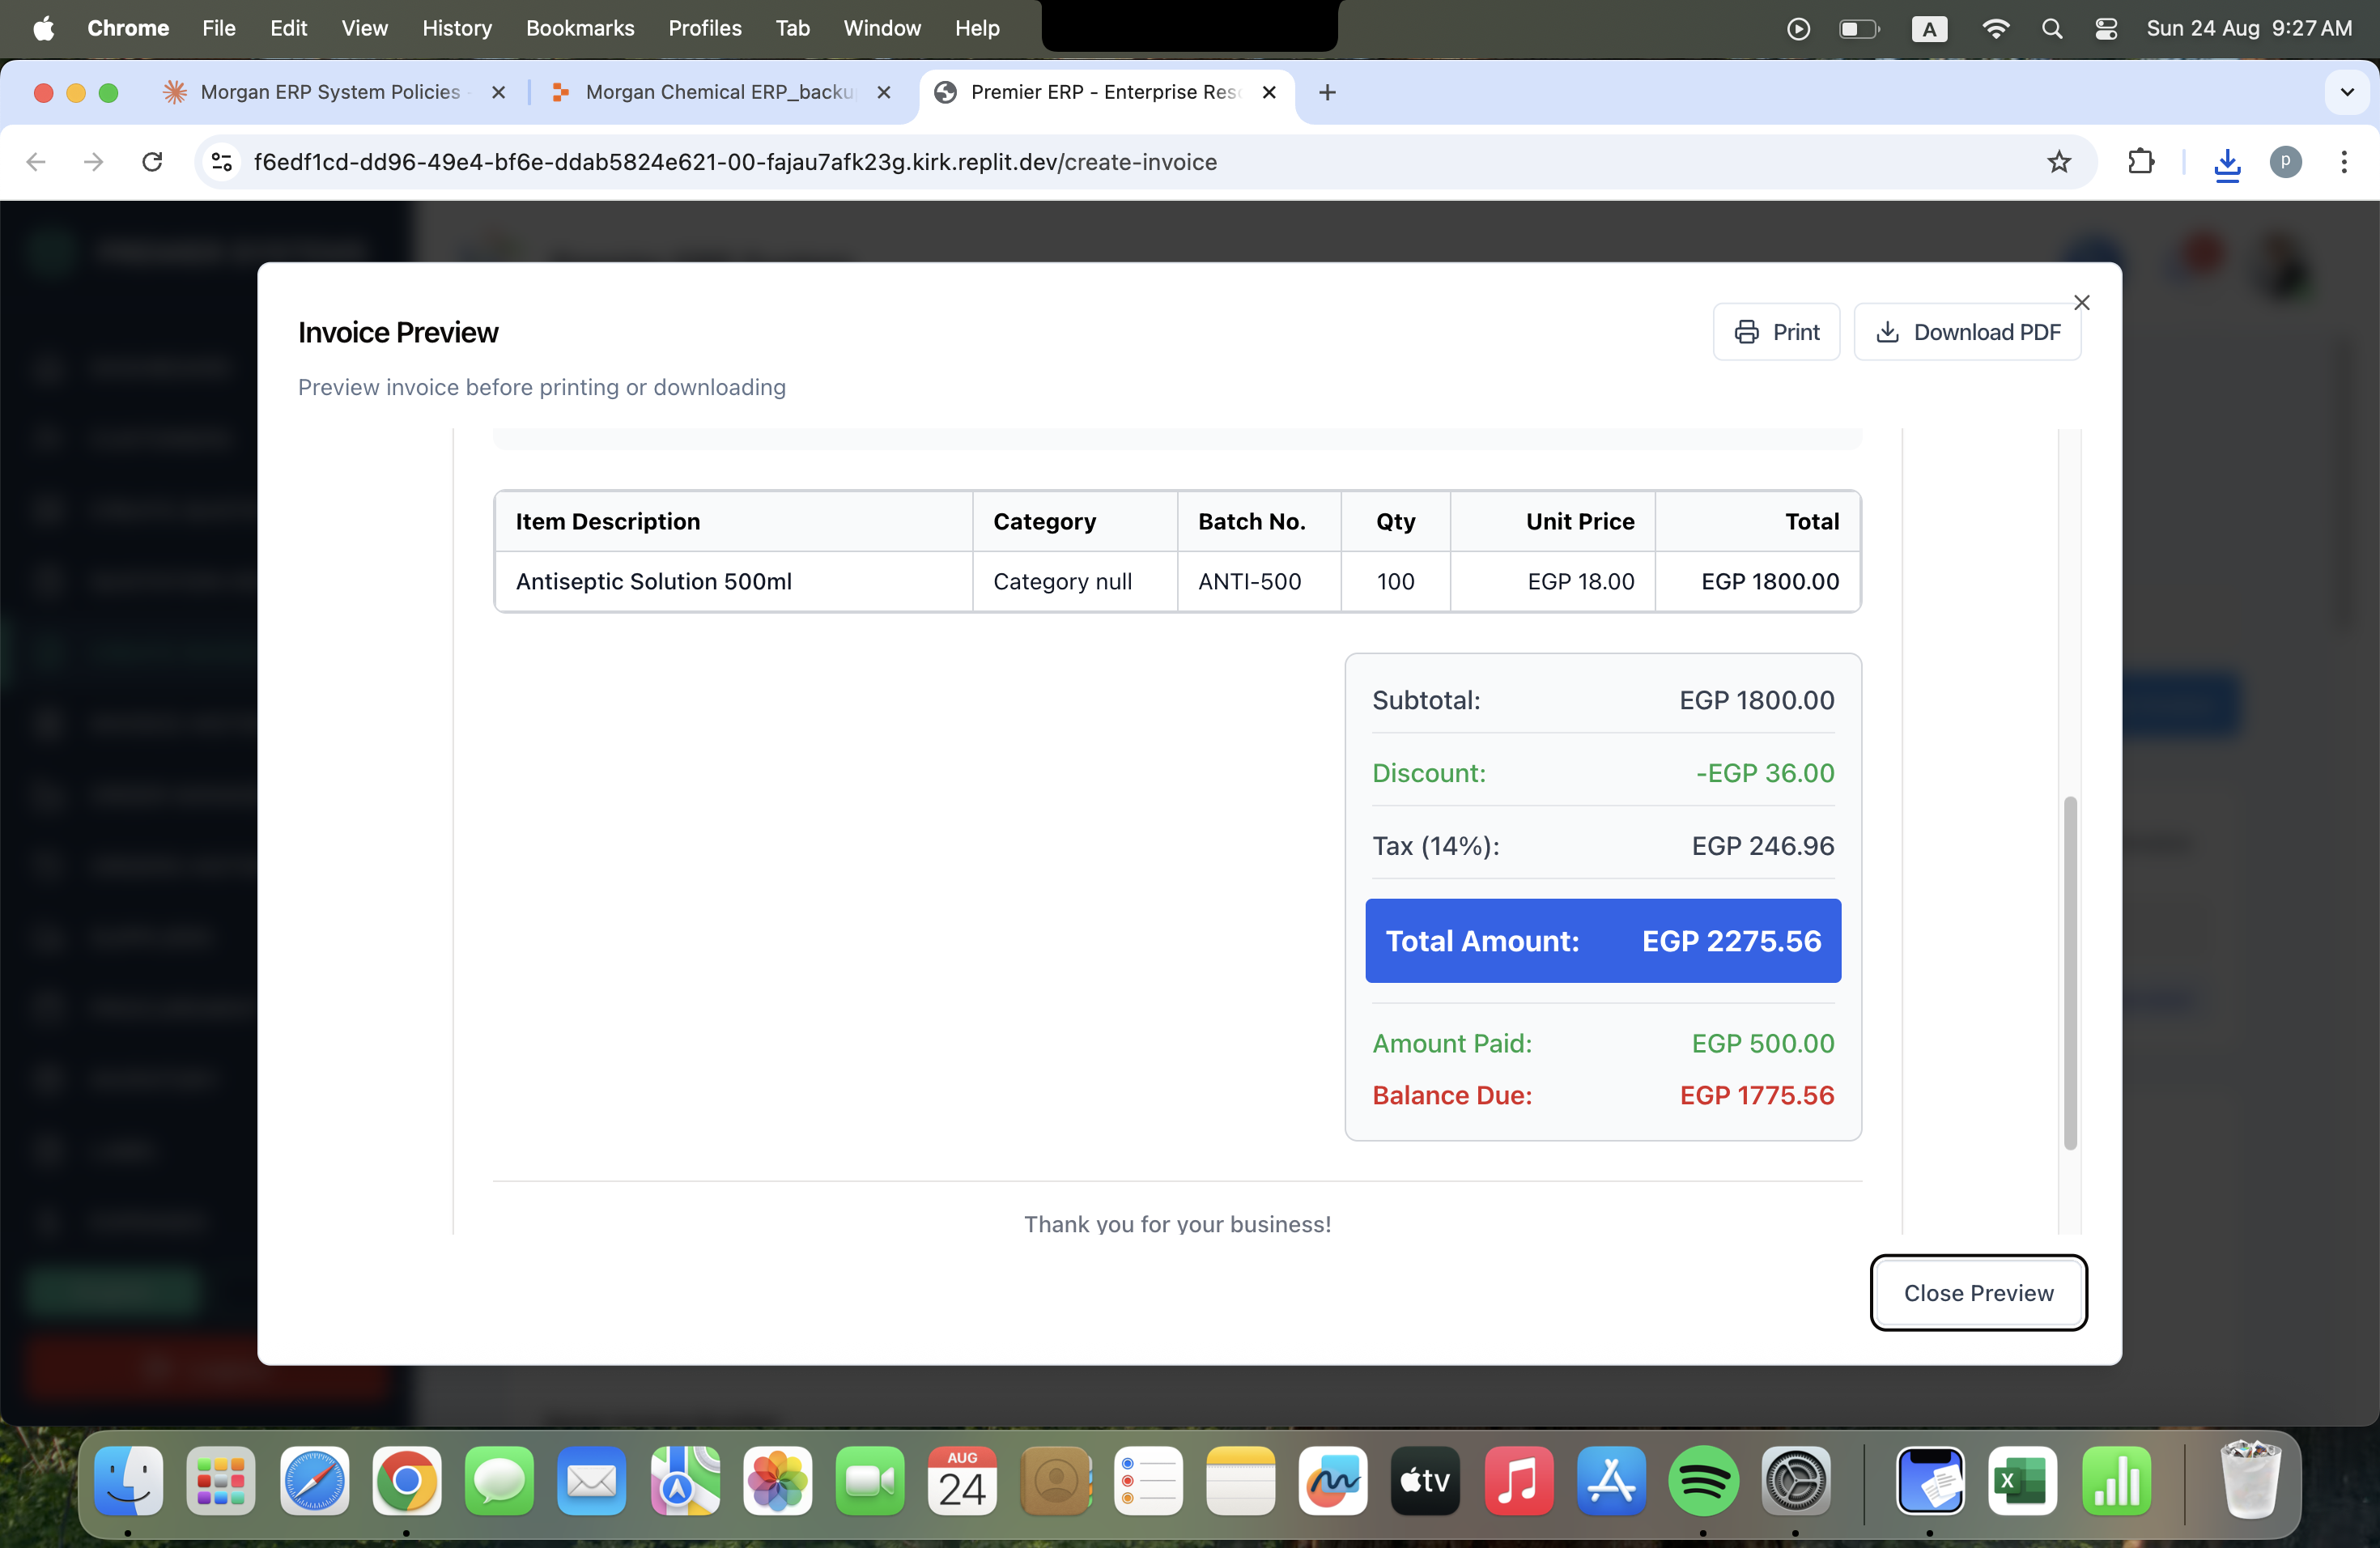 Chrome File Edit View History Bookmarks Profiles Tab Window Help A Sun 24 Aug 9:27 AM
Morgan ERP System Policies - Morgan Chemical ERP_backu Premier ERP - Enterprise Reso
f6edf1cd-dd96-49e4-bf6e-ddab5824e621-00-fajau7afk23g.kirk.replit.dev/create-invoice p
Invoice Preview Print Download PDF
Preview invoice before printing or downloading
Item Description Category Batch No. Qty Unit Price Total
Antiseptic Solution 500ml Category null ANTI-500 100 EGP 18.00 EGP 1800.00
Subtotal: EGP 1800.00
Discount: -EGP 36.00
Tax (14%): EGP 246.96
Total Amount: EGP 2275.56
Amount Paid: EGP 500.00
Balance Due: EGP 1775.56
Thank you for your business!
Close Preview
AUG
24
tv
X